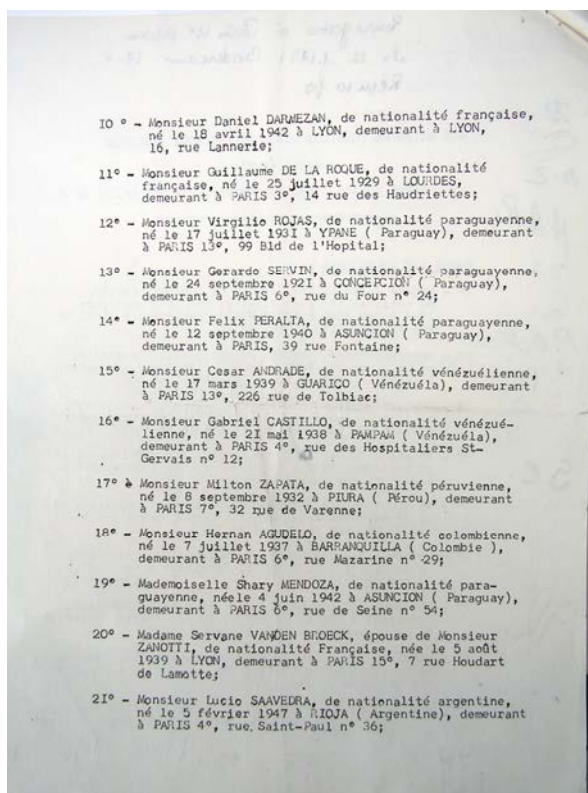 IO ° - Monsieur Daniel DARMEZAN, de nationalité française,
né le 18 avril 1942 à LYON, demeurant à LYON,
16, rue Lannerie;
11° - Monsieur Guillaume DE LA ROQUE, de nationalité
française, né le 25 juillet 1929 à LOURDES,
demeurant à PARIS 3°, 14 rue des Haudriettes;
12° - Monsieur Virgilio ROJAS, de nationalité paraguayenne,
né le 17 juillet 193I à YPANE ( Paraguay), demeurant
à PARIS 13°, 99 Bld de l'Hopital;
13° - Monsieur Gerardo SERVIN, de nationalité paraguayenne,
né le 24 septembre 192I à CONCEPCION ( Paraguay),
demeurant à PARIS 6°, rue du Four n° 24;
14° - Monsieur Felix PERALTA, de nationalité paraguayenne,
né le 12 septembre 1940 à ASUNCION ( Paraguay),
demeurant à PARIS, 39 rue Fontaine;
15° - Monsieur Cesar ANDRADE, de nationalité vénézuélienne,
né le 17 mars 1939 à GUARICO ( Vénézuéla), demeurant
à PARIS 13°, 226 rue de Tolbiac;
16° - Monsieur Gabriel CASTILLO, de nationalité vénézué-
lienne, né le 2I mai 1938 à PAMPAM ( Vénézuéla),
demeurant à PARIS 4°, rue des Hospitaliers St-
Gervais n° 12;
17° è Monsieur Milton ZAPATA, de nationalité péruvienne,
né le 8 septembre 1932 à PIURA ( Pérou), demeurant
à PARIS 7°, 32 rue de Varenne;
18° - Monsieur Hernan AGUDELO, de nationalité colombienne,
né le 7 juillet 1937 à BARRANQUILLA ( Colombie ),
demeurant à PARIS 6°, rue Mazarine n° 29;
19° - Mademoiselle Shary MENDOZA, de nationalité para-
guayenne, néele 4 juin 1942 à ASUNCION ( Paraguay),
demeurant à PARIS 6°, rue de Seine n° 54;
20° - Madame Servane VANDEN BROECK, épouse de Monsieur
ZANOTTI, de nationalité Française, née le 5 août
1939 à LYON, demeurant à PARIS 15°, 7 rue Houdart
de Lamotte;
2I° - Monsieur Lucio SAAVEDRA, de nationalité argentine,
né le 5 février 1947 à RIOJA ( Argentine), demeurant
à PARIS 4°, rue Saint-Paul n° 36;